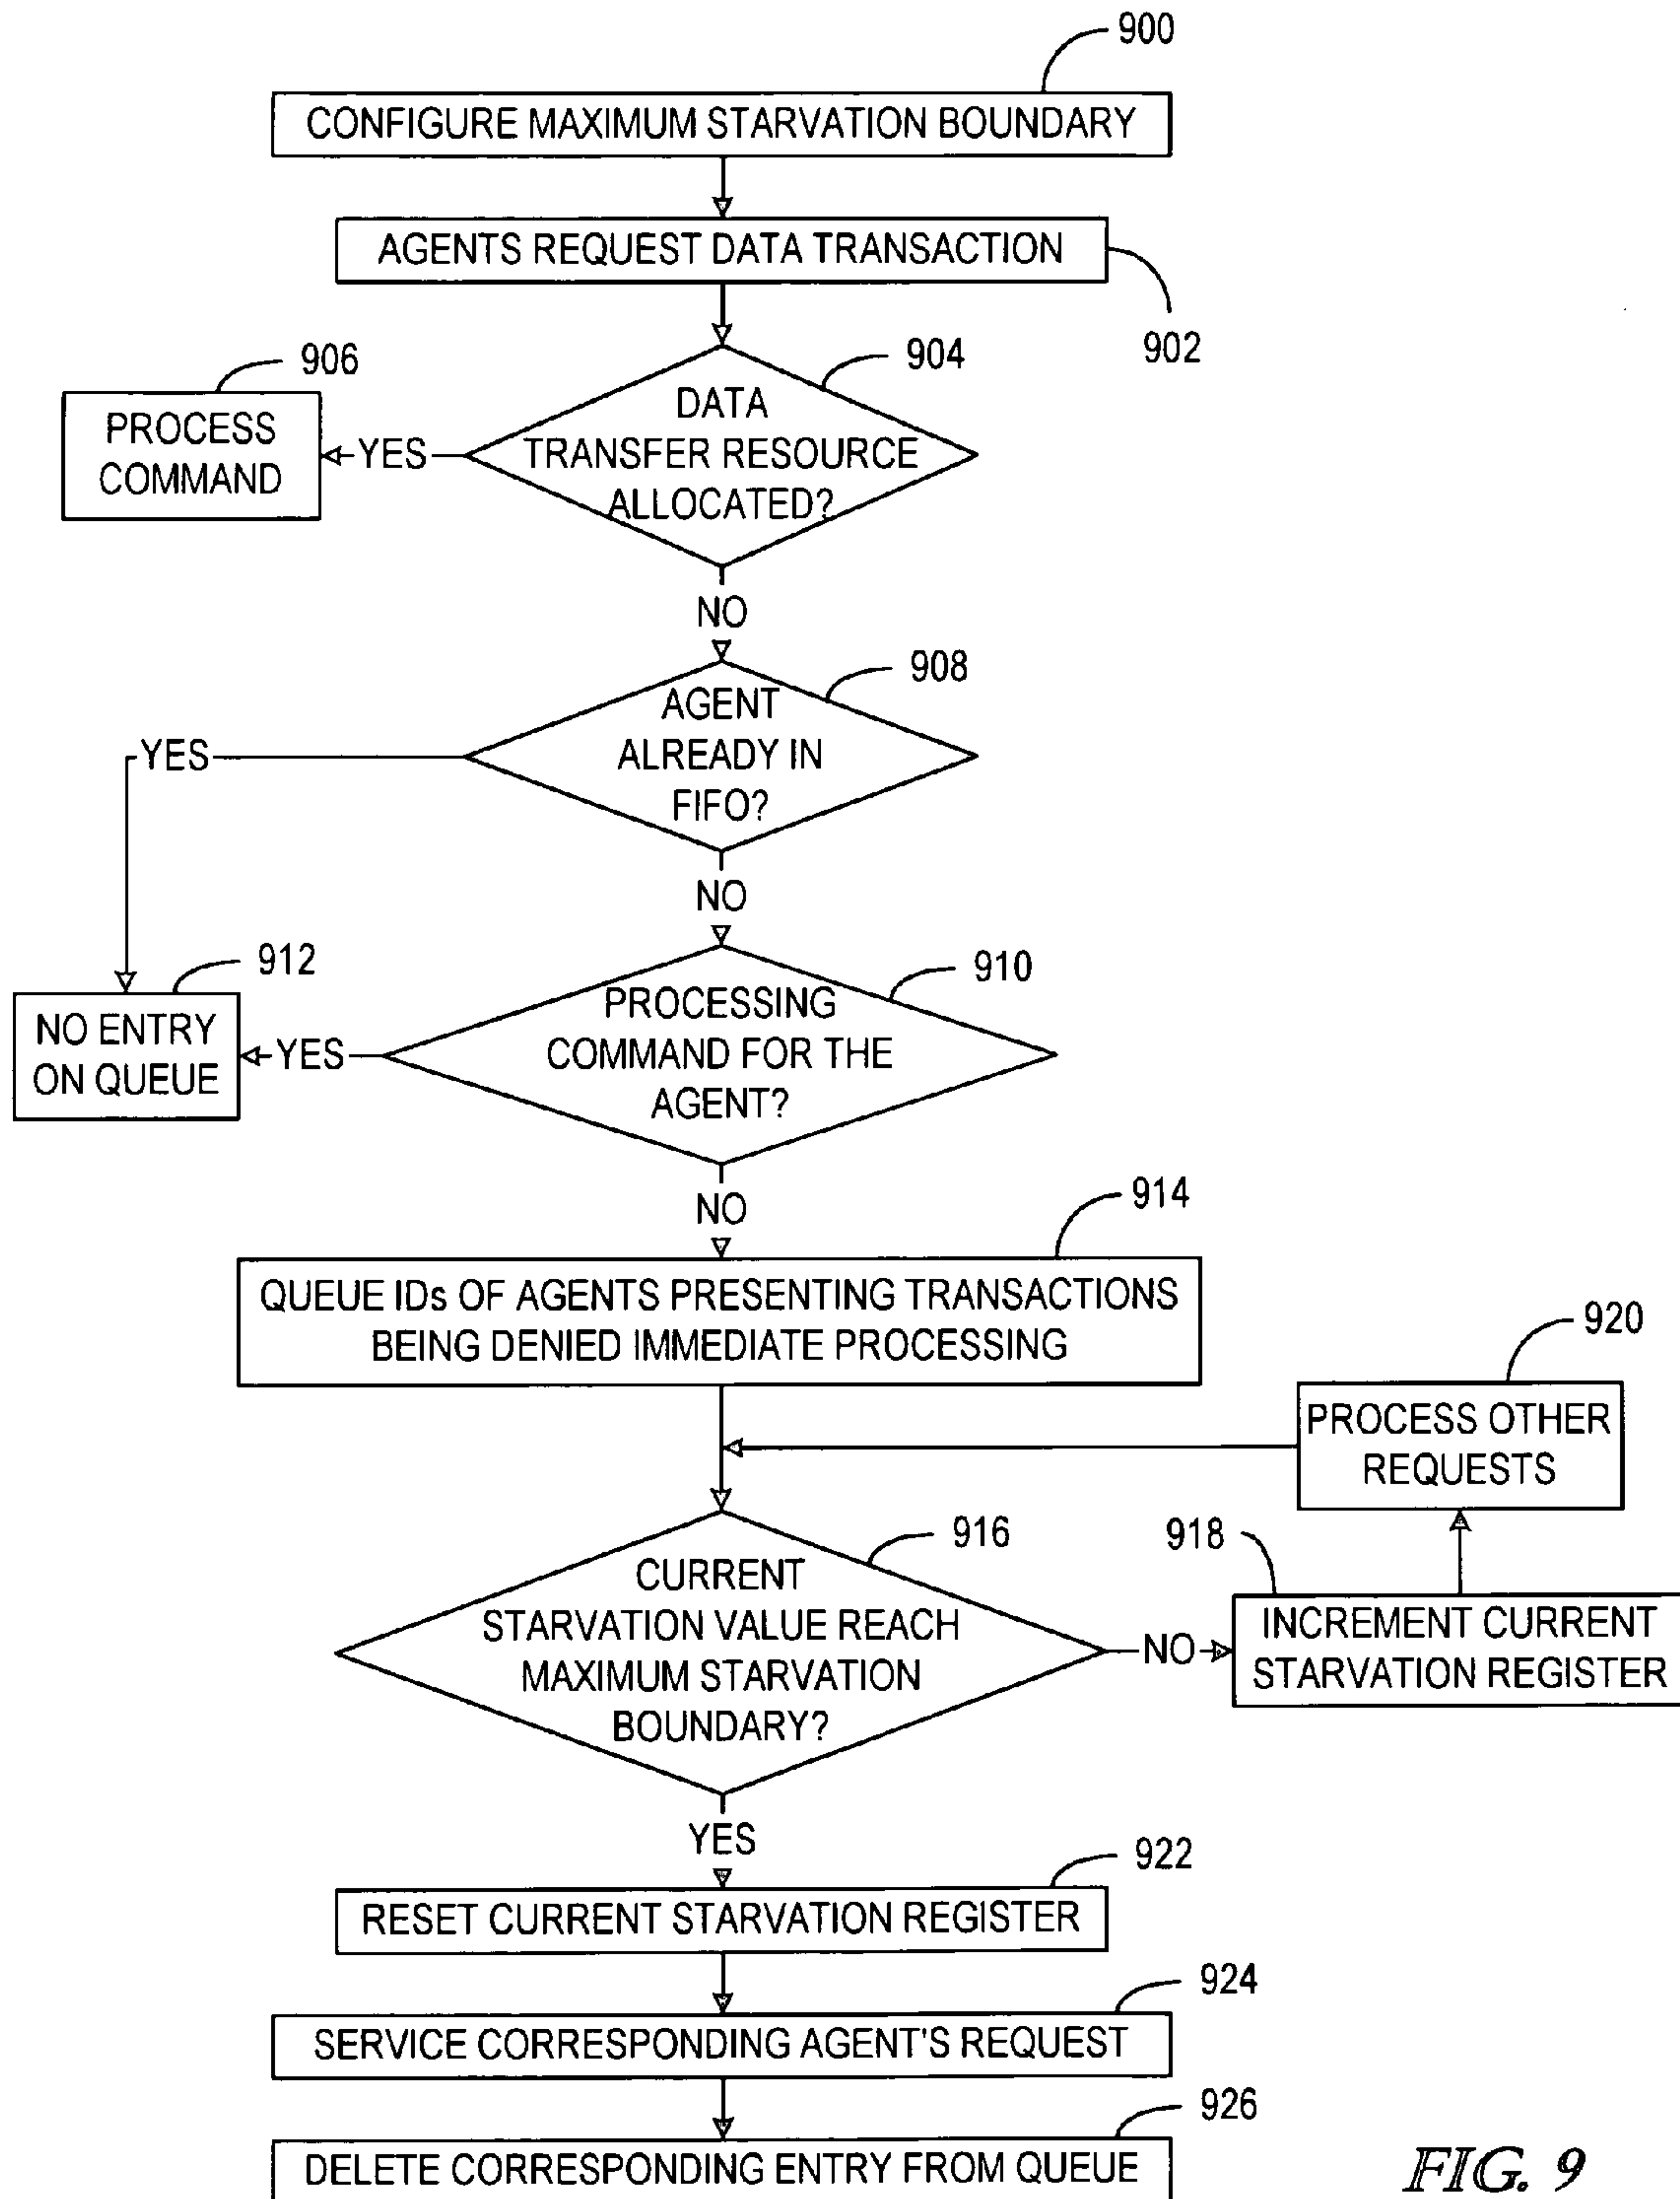 900
CONFIGURE MAXIMUM STARVATION BOUNDARY
AGENTS REQUEST DATA TRANSACTION
902
904
906
DATA
TRANSFER RESOURCE
ALLOCATED?
YES
PROCESS
COMMAND
NO
908
AGENT
ALREADY IN
FIFO?
YES
NO
912
910
NO ENTRY
ON QUEUE
YES
PROCESSING
COMMAND FOR THE
AGENT?
NO
914
QUEUE IDs OF AGENTS PRESENTING TRANSACTIONS
BEING DENIED IMMEDIATE PROCESSING
920
PROCESS OTHER
REQUESTS
916
918
CURRENT
STARVATION VALUE REACH
MAXIMUM STARVATION
BOUNDARY?
NO
INCREMENT CURRENT
STARVATION REGISTER
YES
922
RESET CURRENT STARVATION REGISTER
924
SERVICE CORRESPONDING AGENT'S REQUEST
926
DELETE CORRESPONDING ENTRY FROM QUEUE
FIG. 9